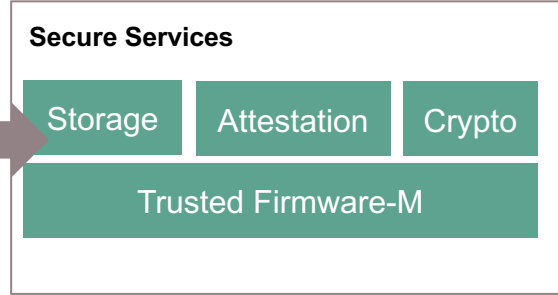 Secure Services
Storage Attestation Crypto
Trusted Firmware-M